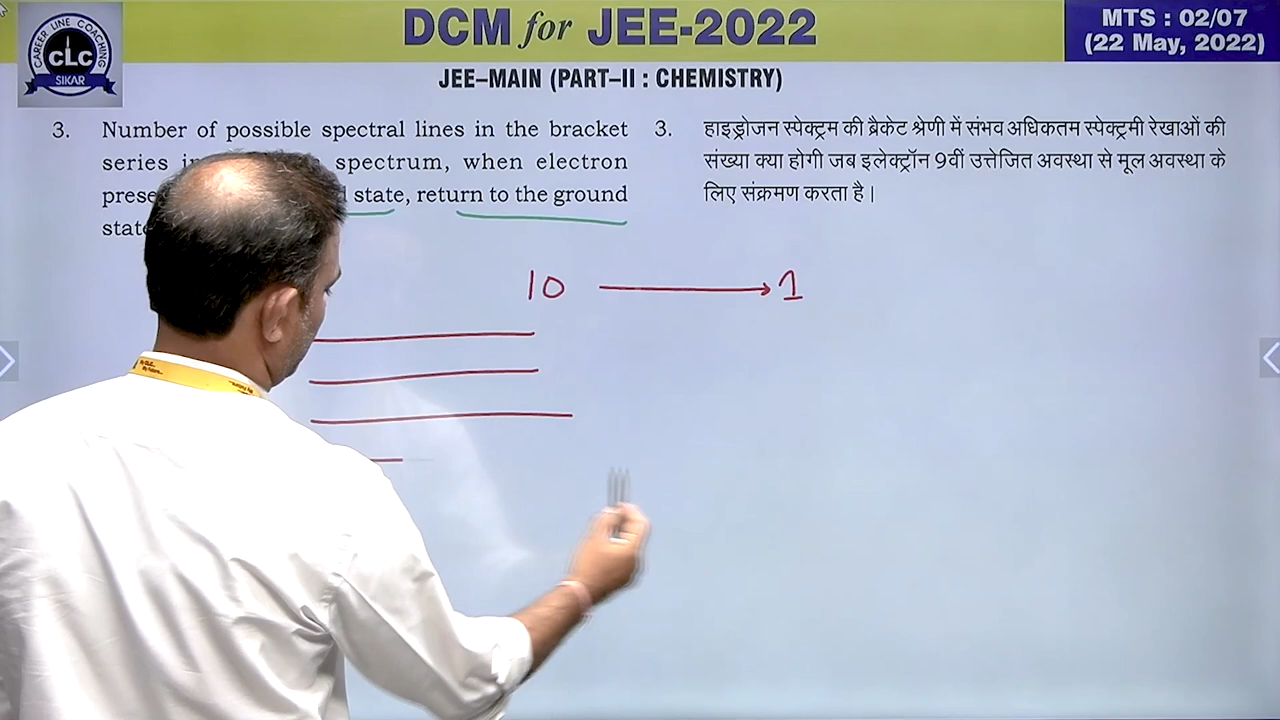 CAREER LINE COACHING
CLC
SIKAR
DCM for JEE-2022
MTS : 02/07
(22 May, 2022)
JEE–MAIN (PART–II : CHEMISTRY)
3. Number of possible spectral lines in the bracket
series in spectrum, when electron
state, return to the ground
state
3. हाइड्रोजन स्पेक्ट्रम की ब्रैकेट श्रेणी में संभव अधिकतम स्पेक्ट्रमी रेखाओं की
संख्या क्या होगी जब इलेक्ट्रॉन 9वीं उत्तेजित अवस्था से मूल अवस्था के
लिए संक्रमण करता है।
10 → 1